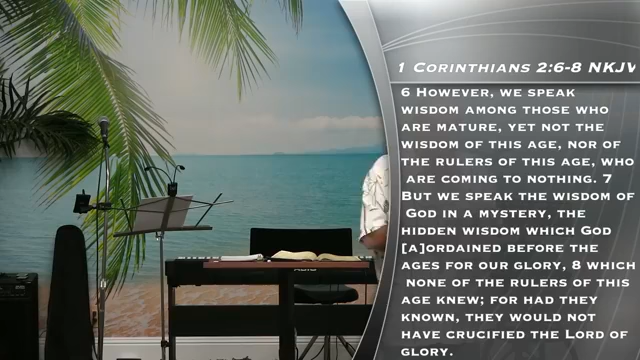 1 Corinthians 2:6-8 NKJV
6 However, we speak
wisdom among those who
are mature, yet not the
wisdom of this age, nor of
the rulers of this age, who
are coming to nothing. 7
But we speak the wisdom of
God in a mystery, the
hidden wisdom which God
[a]ordained before the
ages for our glory, 8 which
none of the rulers of this
age knew; for had they
known, they would not
have crucified the Lord of
glory.